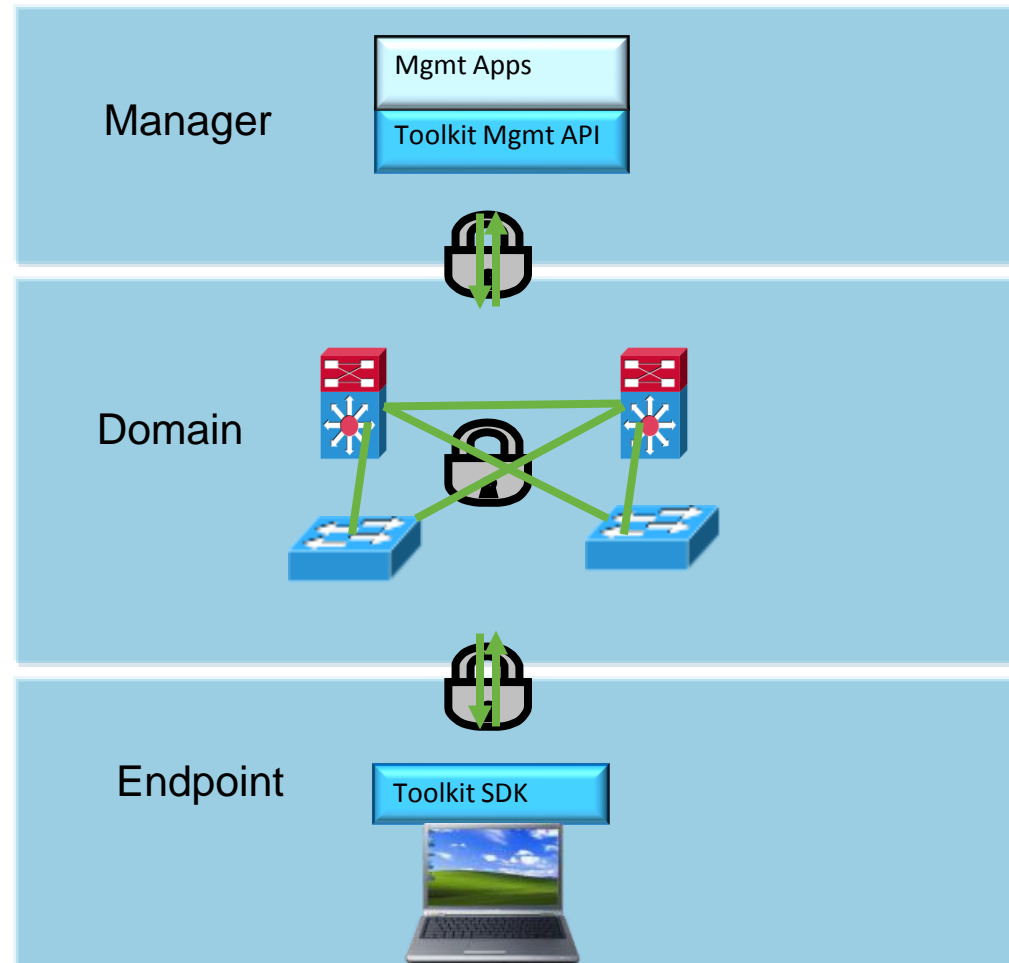 Mgmt Apps
Manager
Toolkit Mgmt API
Domain
Endpoint
Toolkit SDK